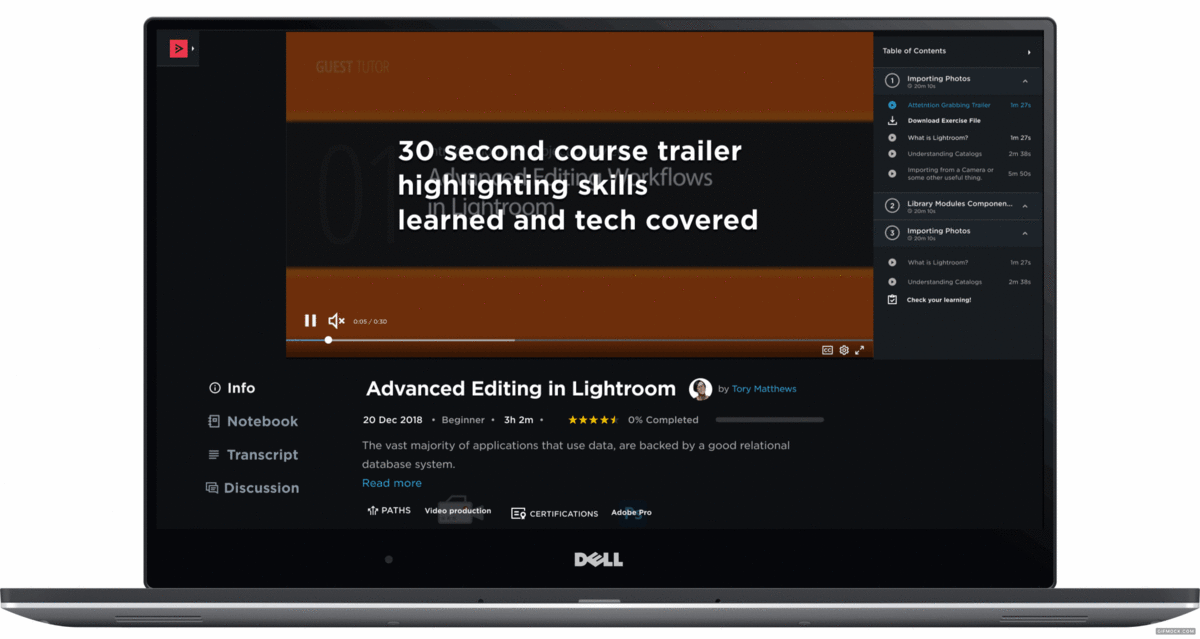 GUEST TUTOR
01
30 second course trailer
highlighting skills
learned and tech covered
Advanced Editing Workflows
in Lightroom
0:05 / 0:30
CC
Table of Contents
1 Importing Photos
20m 10s
Attetntion Grabbing Treiler 1m 27s
Download Exercise File
What is Lightroom? 1m 27s
Understanding Catalogs 2m 38s
Importing from a Camera or
some other useful thing. 5m 50s
2 Library Modules Componen...
20m 10s
3 Importing Photos
20m 10s
What is Lightroom? 1m 27s
Understanding Catalogs 2m 38s
Check your learning!
Info
Notebook
Transcript
Discussion
Advanced Editing in Lightroom by Tory Matthews
20 Dec 2018 • Beginner • 3h 2m • 0% Completed
The vast majority of applications that use data, are backed by a good relational
database system.
Read more
PATHS Video production CERTIFICATIONS Adobe Pro
Ps
DELL
GIFMOCK.COM